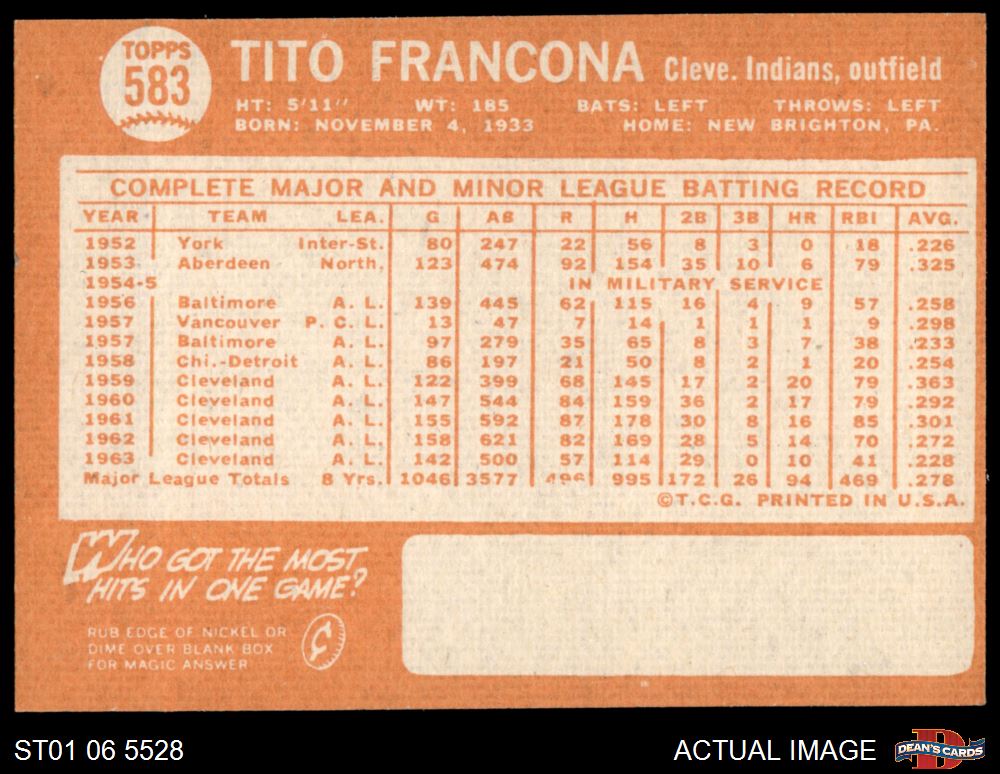 TOPPS
583
TITO FRANCONA Cleve. Indians, outfield
HT: 5'11" WT: 185 BATS: LEFT THROWS: LEFT
BORN: NOVEMBER 4, 1933 HOME: NEW BRIGHTON, PA.
COMPLETE MAJOR AND MINOR LEAGUE BATTING RECORD
YEAR TEAM LEA. G AB R H 2B 3B HR RBI AVG.
1952 York Inter-St. 80 247 22 56 8 3 0 18 .226
1953 Aberdeen North. 123 474 92 154 35 10 6 79 .325
1954-5 IN MILITARY SERVICE
1956 Baltimore A. L. 139 445 62 115 16 4 9 57 .258
1957 Vancouver P. C. L. 13 47 7 14 1 1 1 9 .298
1957 Baltimore A. L. 97 279 35 65 8 3 7 38 .233
1958 Chi.-Detroit A. L. 86 197 21 50 8 2 1 20 .254
1959 Cleveland A. L. 122 399 68 145 17 2 20 79 .363
1960 Cleveland A. L. 147 544 84 159 36 2 17 79 .292
1961 Cleveland A. L. 155 592 87 178 30 8 16 85 .301
1962 Cleveland A. L. 158 621 82 169 28 5 14 70 .272
1963 Cleveland A. L. 142 500 57 114 29 0 10 41 .228
Major League Totals 8 Yrs. 1046 3577 496 995 172 26 94 469 .278
©T.C.G. PRINTED IN U.S.A.
WHO GOT THE MOST
HITS IN ONE GAME?
RUB EDGE OF NICKEL OR
DIME OVER BLANK BOX
FOR MAGIC ANSWER
¢
ST01 06 5528 ACTUAL IMAGE DEAN'S CARDS